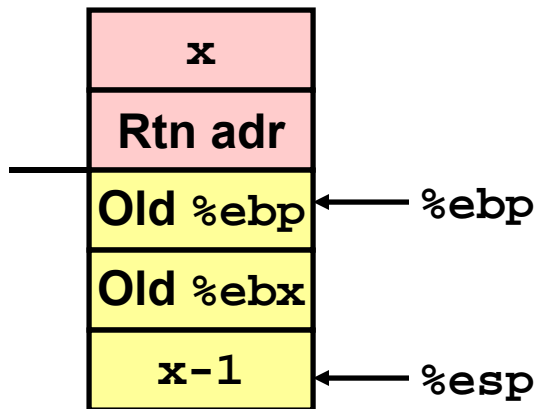 x
Rtn adr
Old %ebp
%ebp
Old %ebx
x-1
%esp